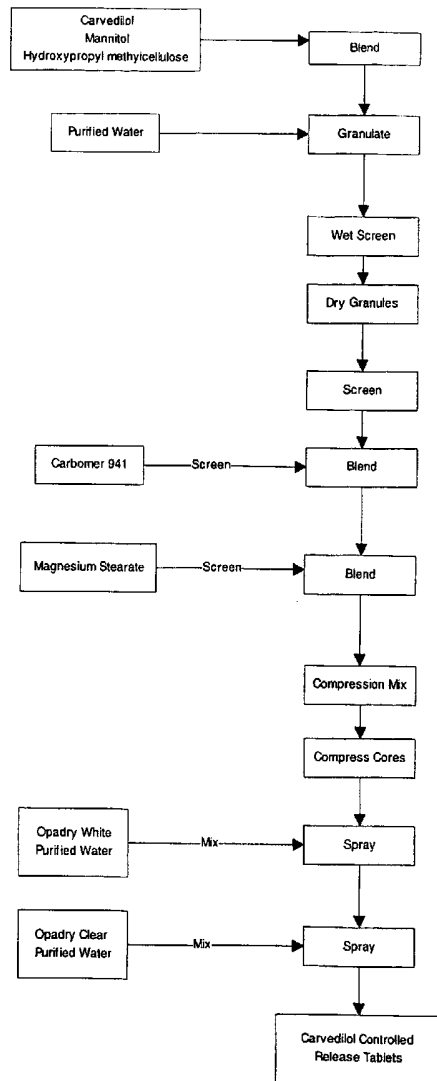 Carvedilol
Mannitol
Hydroxypropyl methylcellulose
Blend
Purified Water
Granulate
Wet Screen
Dry Granules
Screen
Carbomer 941
Screen
Blend
Magnesium Stearate
Screen
Blend
Compression Mix
Compress Cores
Opadry White
Purified Water
Mix
Spray
Opadry Clear
Purified Water
Mix
Spray
Carvedilol Controlled
Release Tablets